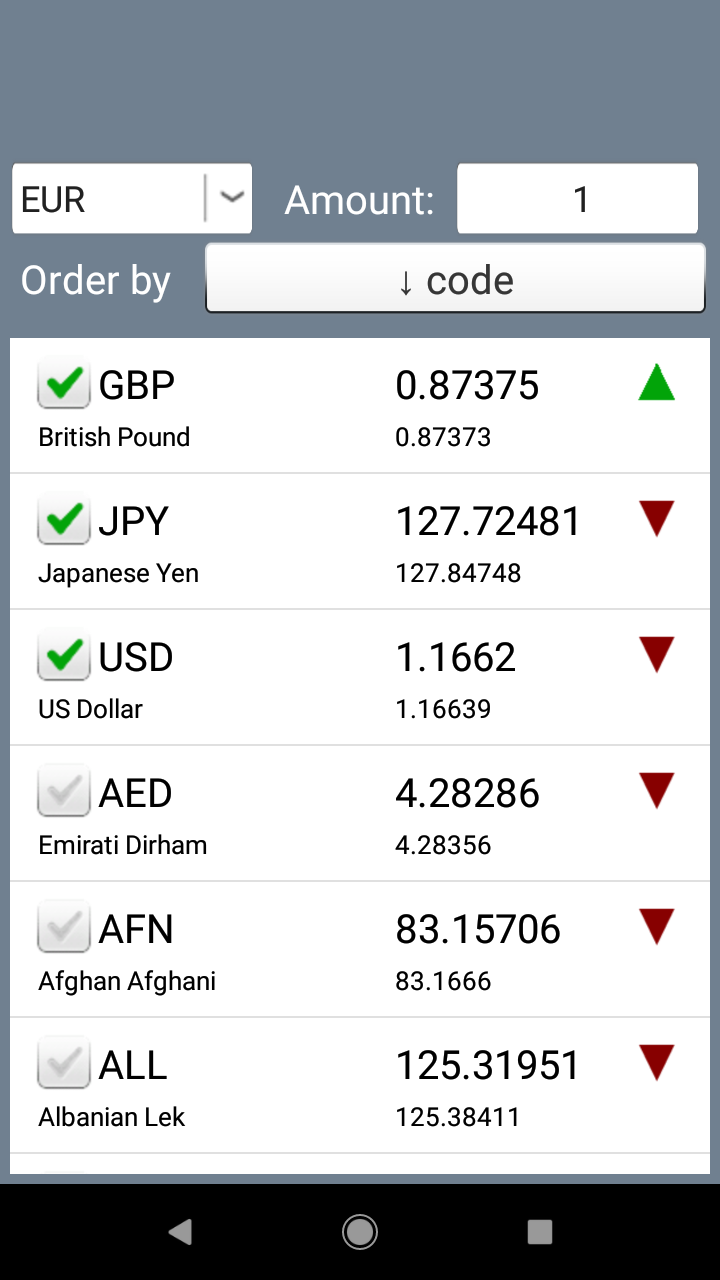 EUR Amount: 1
Order by ↓ code
GBP 0.87375
British Pound 0.87373
JPY 127.72481
Japanese Yen 127.84748
USD 1.1662
US Dollar 1.16639
AED 4.28286
Emirati Dirham 4.28356
AFN 83.15706
Afghan Afghani 83.1666
ALL 125.31951
Albanian Lek 125.38411